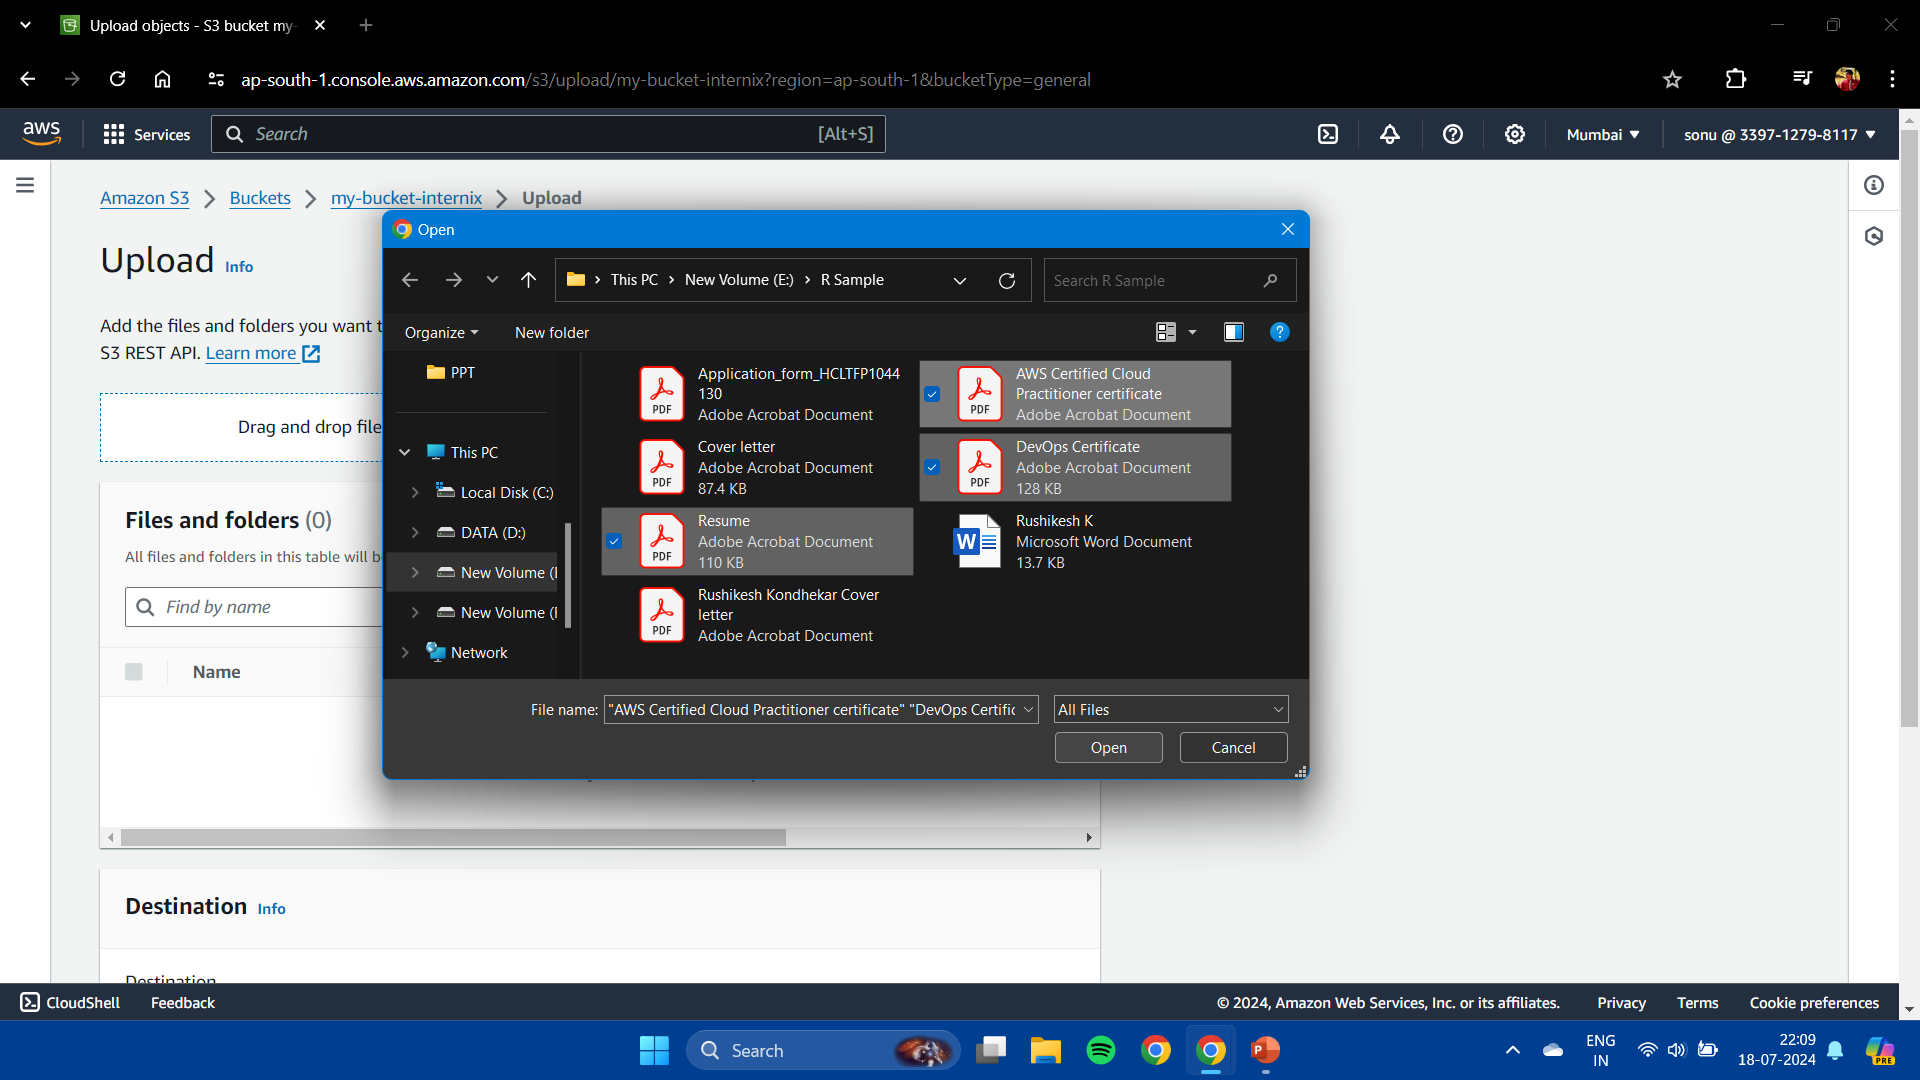 Upload objects - S3 bucket my-
ap-south-1.console.aws.amazon.com/s3/upload/my-bucket-internix?region=ap-south-1&bucketType=general
aws
Services
Search
[Alt+S]
Mumbai
sonu @ 3397-1279-8117
Amazon S3
Buckets
my-bucket-internix
Upload
Upload Info
Add the files and folders you want t
S3 REST API. Learn more
Drag and drop file
Files and folders (0)
All files and folders in this table will b
Find by name
Name
Open
This PC
New Volume (E:)
R Sample
Search R Sample
Organize
New folder
PPT
This PC
Local Disk (C:)
DATA (D:)
New Volume (
New Volume (
Network
PDF
Application_form_HCLTFP1044
130
Adobe Acrobat Document
PDF
AWS Certified Cloud
Practitioner certificate
Adobe Acrobat Document
PDF
Cover letter
Adobe Acrobat Document
87.4 KB
PDF
DevOps Certificate
Adobe Acrobat Document
128 KB
PDF
Resume
Adobe Acrobat Document
110 KB
W
Rushikesh K
Microsoft Word Document
13.7 KB
PDF
Rushikesh Kondhekar Cover
letter
Adobe Acrobat Document
File name:
"AWS Certified Cloud Practitioner certificate" "DevOps Certific
All Files
Open
Cancel
Destination Info
Destination
CloudShell
Feedback
© 2024, Amazon Web Services, Inc. or its affiliates.
Privacy
Terms
Cookie preferences
Search
ENG
IN
22:09
18-07-2024
PRE